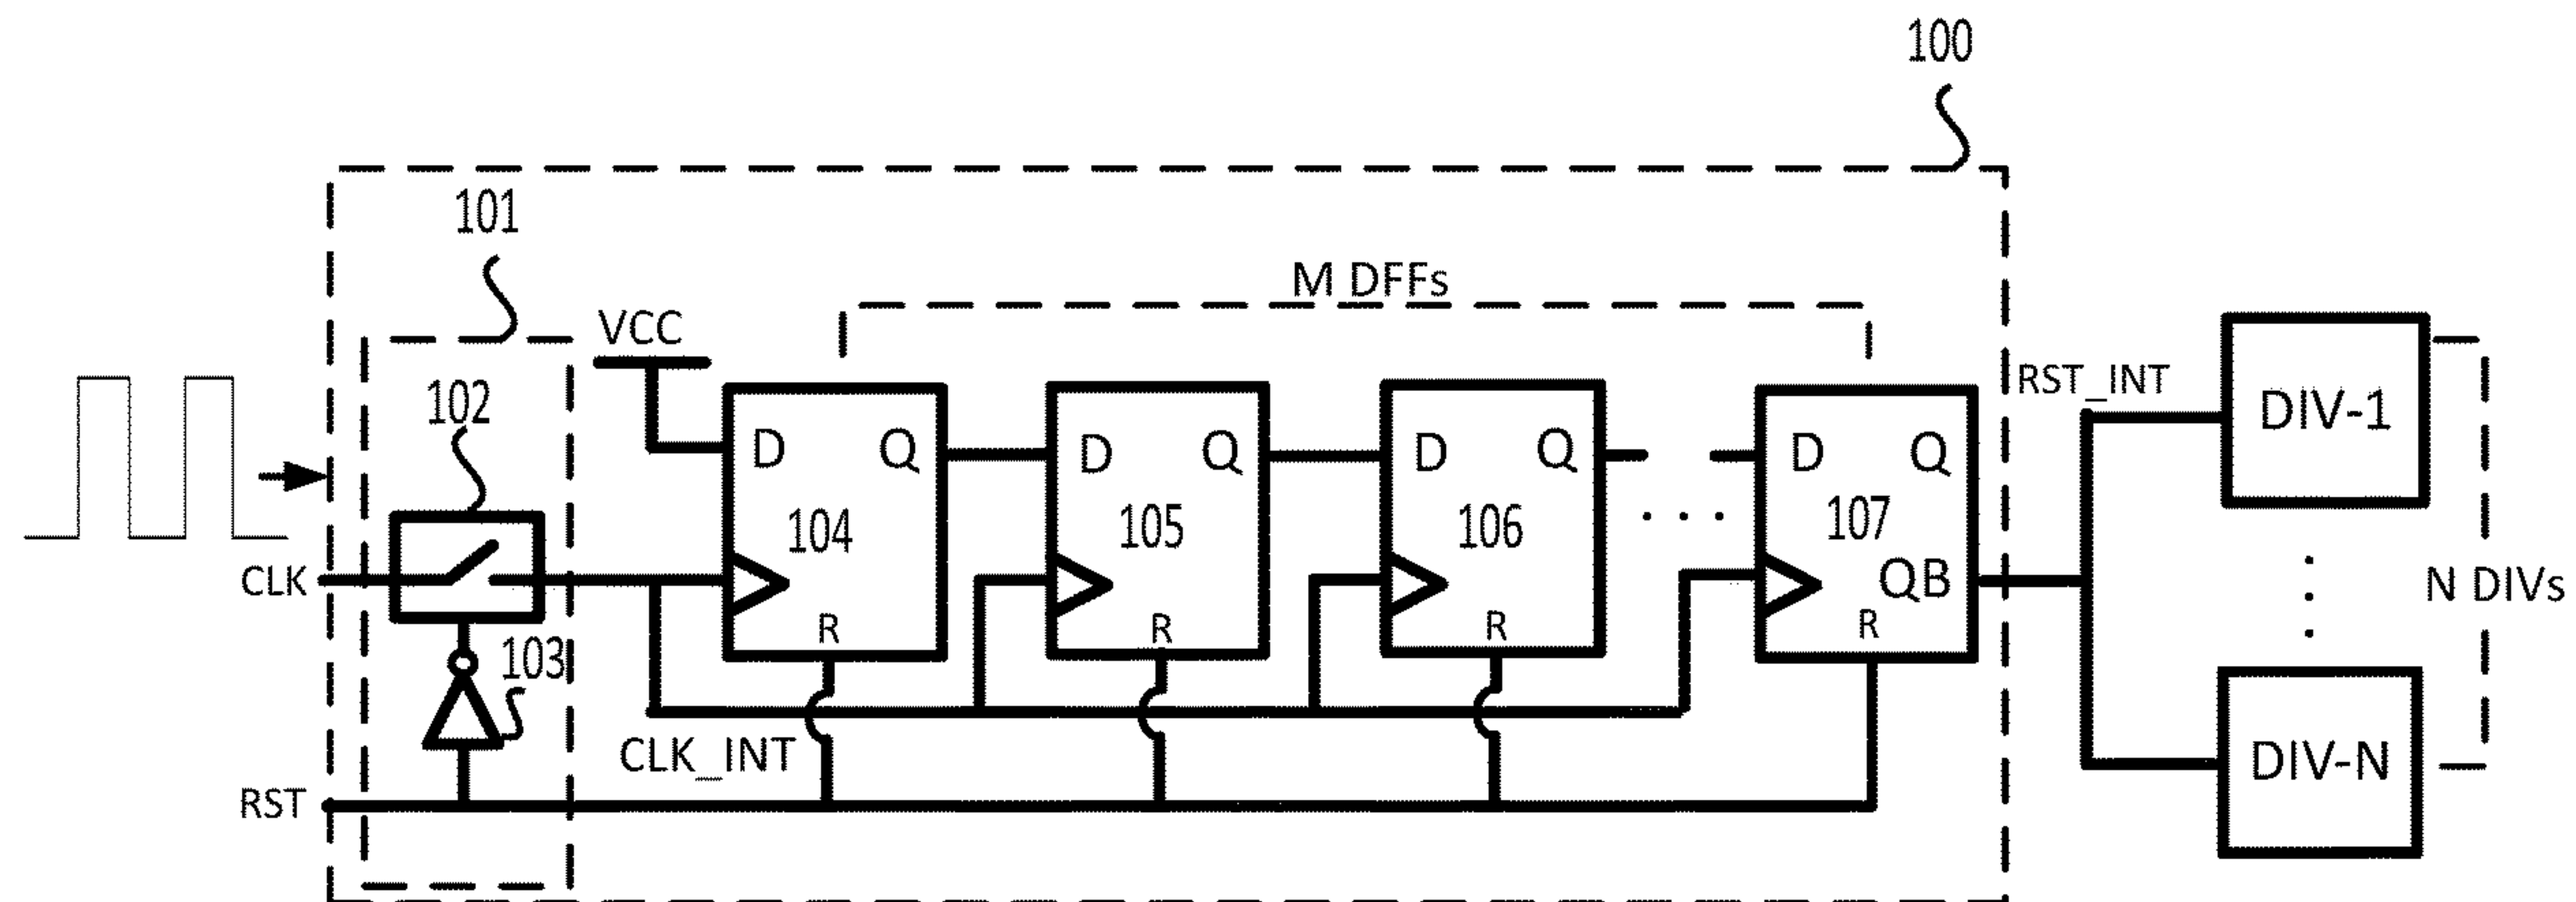 100
101
M DFFs
VCC
RST_INT
102
DIV-1
D Q D Q D Q D Q
104 105 106 . . . 107
CLK
QB
N DIVs
R R R R
103
CLK_INT
DIV-N
RST